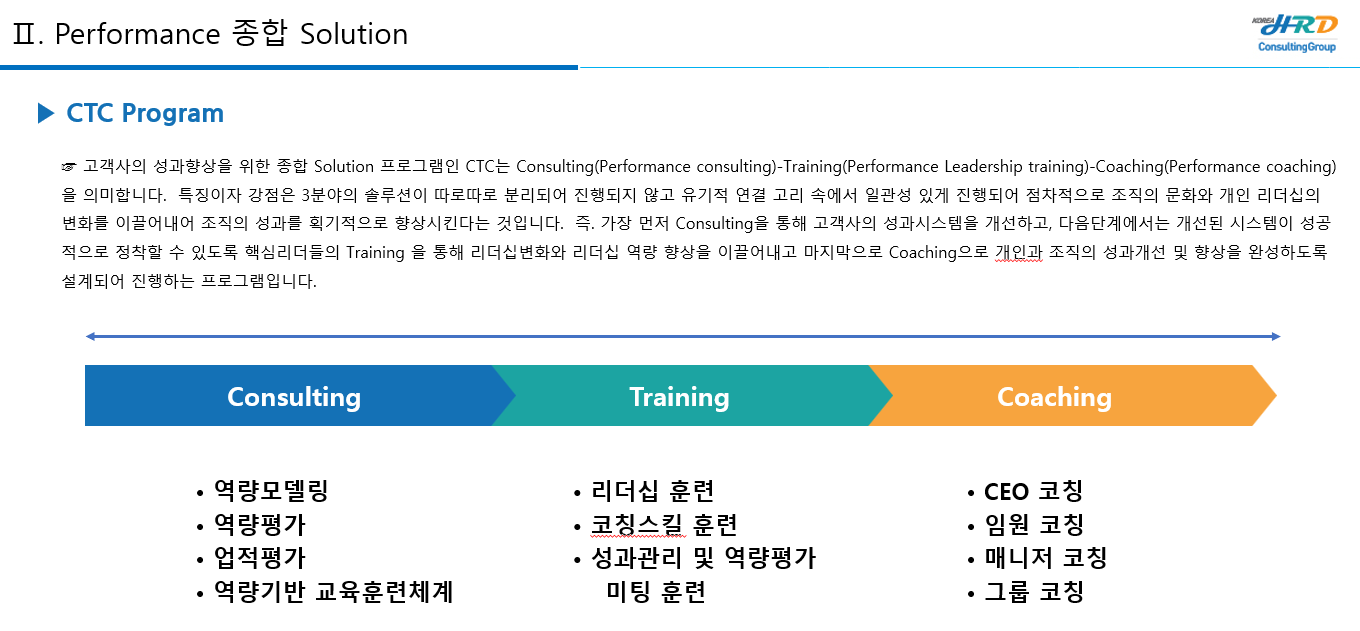 Ⅱ. Performance 종합 Solution
KOREA HRD
ConsultingGroup
▶ CTC Program
☞ 고객사의 성과향상을 위한 종합 Solution 프로그램인 CTC는 Consulting(Performance consulting)-Training(Performance Leadership training)-Coaching(Performance coaching)
을 의미합니다. 특징이자 강점은 3분야의 솔루션이 따로따로 분리되어 진행되지 않고 유기적 연결 고리 속에서 일관성 있게 진행되어 점차적으로 조직의 문화와 개인 리더십의
변화를 이끌어내어 조직의 성과를 획기적으로 향상시킨다는 것입니다. 즉. 가장 먼저 Consulting을 통해 고객사의 성과시스템을 개선하고, 다음단계에서는 개선된 시스템이 성공
적으로 정착할 수 있도록 핵심리더들의 Training 을 통해 리더십변화와 리더십 역량 향상을 이끌어내고 마지막으로 Coaching으로 개인과 조직의 성과개선 및 향상을 완성하도록
설계되어 진행하는 프로그램입니다.
Consulting
Training
Coaching
• 역량모델링
• 역량평가
• 업적평가
• 역량기반 교육훈련체계
• 리더십 훈련
• 코칭스킬 훈련
• 성과관리 및 역량평가
미팅 훈련
• CEO 코칭
• 임원 코칭
• 매니저 코칭
• 그룹 코칭